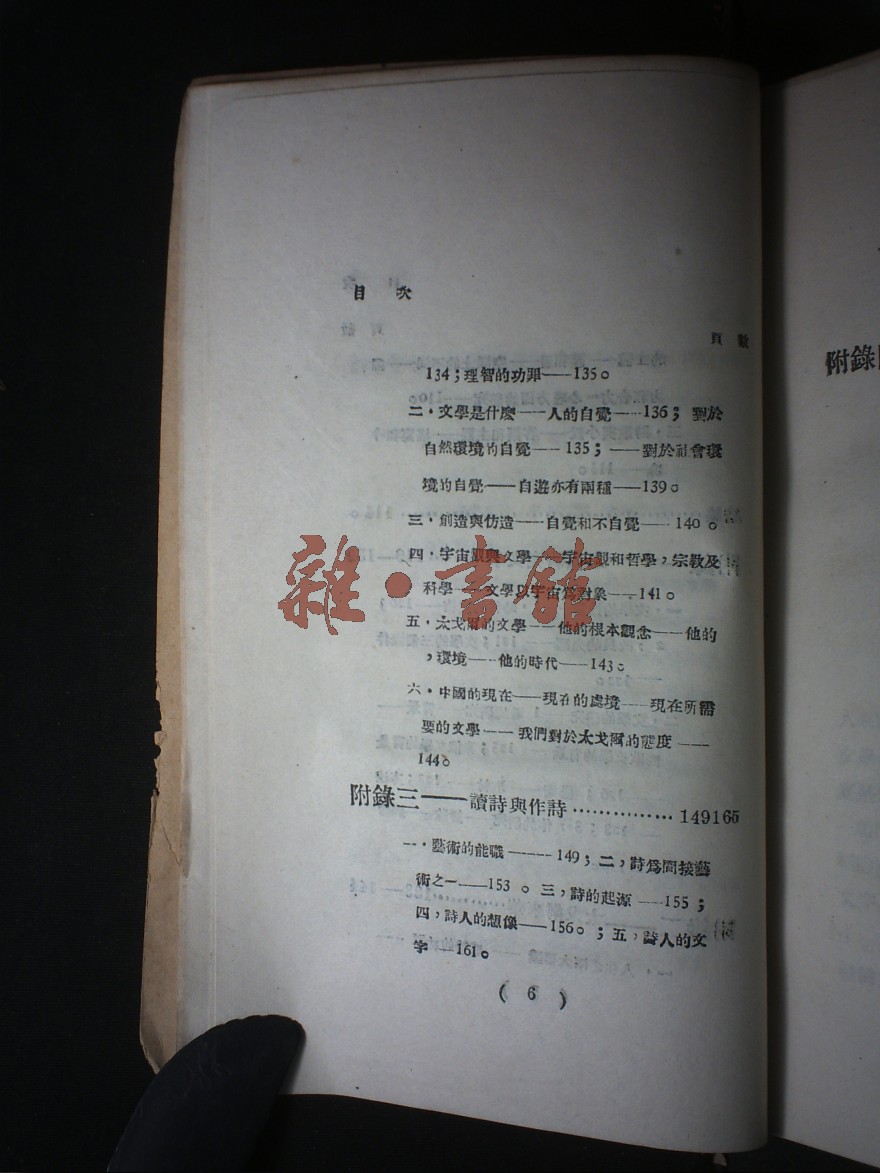 目次
頁數
134；理智的功罪——135。
二・文學是什麼——人的自覺——136；對於
自然環境的自覺——135；——對於社會環
境的自覺——自遊亦有兩種——139。
三・創造與仿造——自覺和不自覺——140。
四・宇宙觀與文學——宇宙觀和哲學，宗教及
科學——文學以宇宙爲對象——141。
五・太戈爾的文學——他的根本觀念——他的
，環境——他的時代——143。
六・中國的現在——現在的處境——現在所需
要的文學——我們對於太戈爾的態度——
144。
附錄三——讀詩與作詩……………149165
一・藝術的能職——149；二，詩爲間接藝
術之一——153。三，詩的起源——155；
四，詩人的想像——156。；五，詩人的文
字——161。
（6）
附錄
雜・書館